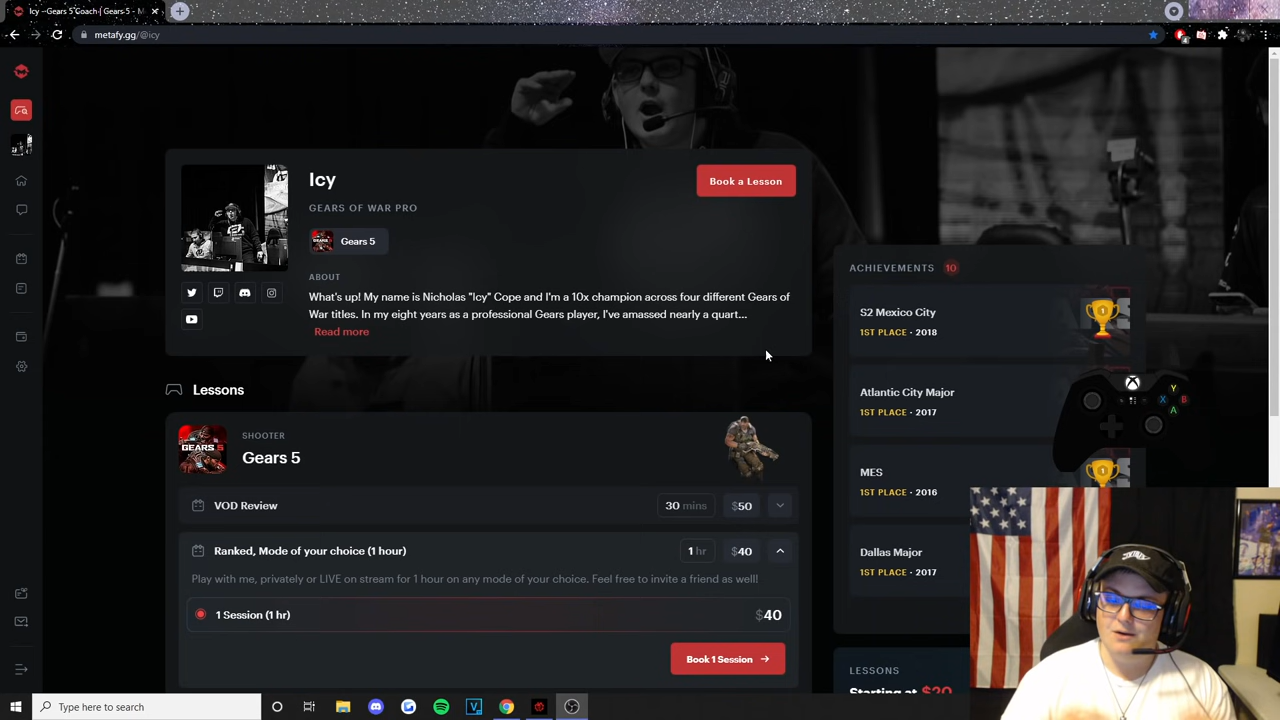 Icy - Gears 5 Coach | Gears 5 - M
metafy.gg/@icy
Icy
Book a Lesson
GEARS OF WAR PRO
Gears 5
ABOUT
What's up! My name is Nicholas "Icy" Cope and I'm a 10x champion across four different Gears of
War titles. In my eight years as a professional Gears player, I've amassed nearly a quart...
Read more
ACHIEVEMENTS 10
S2 Mexico City
1ST PLACE • 2018
Atlantic City Major
1ST PLACE • 2017
MES
1ST PLACE • 2016
Dallas Major
1ST PLACE • 2017
Y
X B
A
Lessons
GEARS 5
SHOOTER
Gears 5
VOD Review 30 mins $50
Ranked, Mode of your choice (1 hour) 1 hr $40
Play with me, privately or LIVE on stream for 1 hour on any mode of your choice. Feel free to invite a friend as well!
1 Session (1 hr) $40
Book 1 Session
LESSONS
Starting at $20
Type here to search